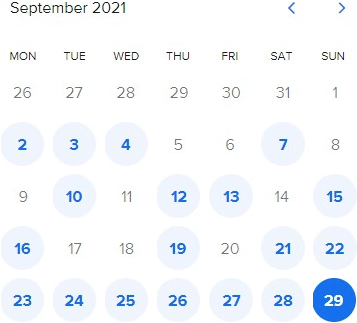 September 2021
MON TUE WED THU FRI SAT SUN
26 27 28 29 30 31 1
2 3 4 5 6 7 8
9 10 11 12 13 14 15
16 17 18 19 20 21 22
23 24 25 26 27 28 29